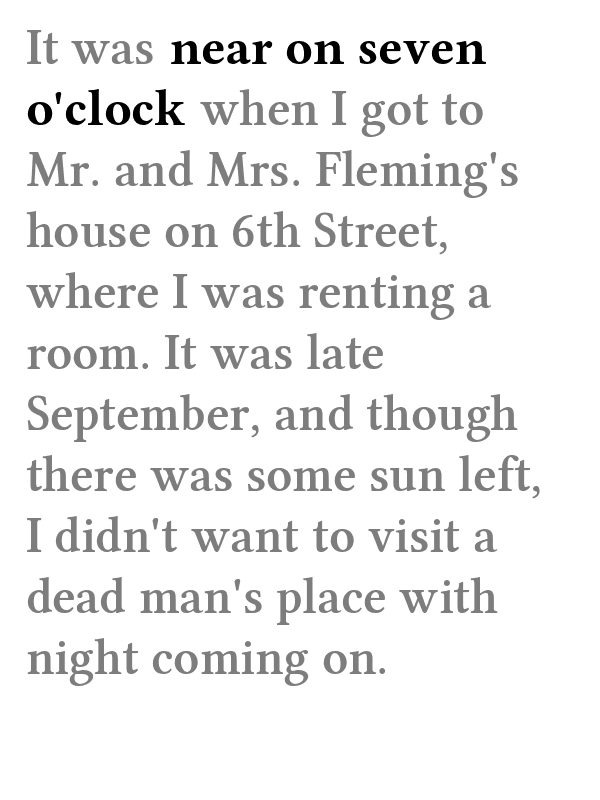 It was near on seven
o'clock when I got to
Mr. and Mrs. Fleming's
house on 6th Street,
where I was renting a
room. It was late
September, and though
there was some sun left,
I didn't want to visit a
dead man's place with
night coming on.